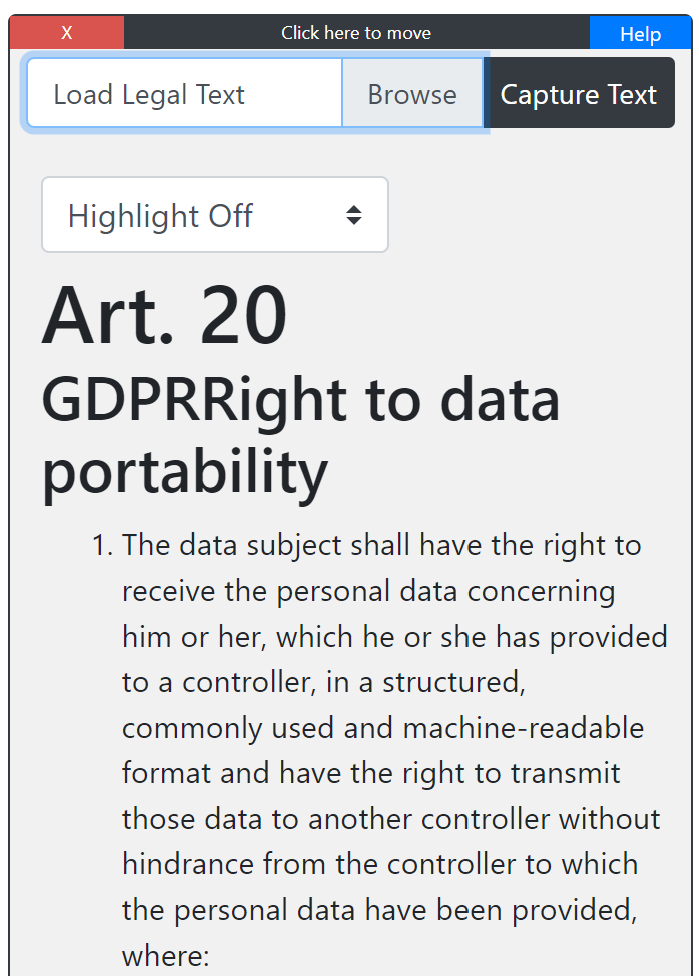 X Click here to move Help
Load Legal Text Browse Capture Text
Highlight Off
Art. 20
GDPRRight to data
portability
1. The data subject shall have the right to
receive the personal data concerning
him or her, which he or she has provided
to a controller, in a structured,
commonly used and machine-readable
format and have the right to transmit
those data to another controller without
hindrance from the controller to which
the personal data have been provided,
where: